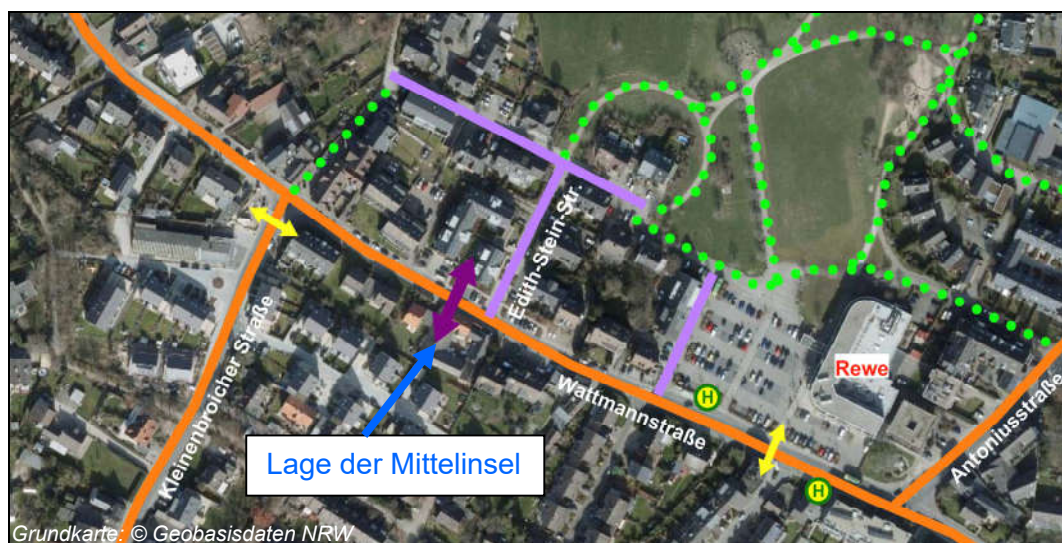 Edith-Stein-Str.
Kleinenbroicher Straße
Wattmannstraße
Rewe
Antoniusstraße
H
H
Lage der Mittelinsel
Grundkarte: © Geobasisdaten NRW